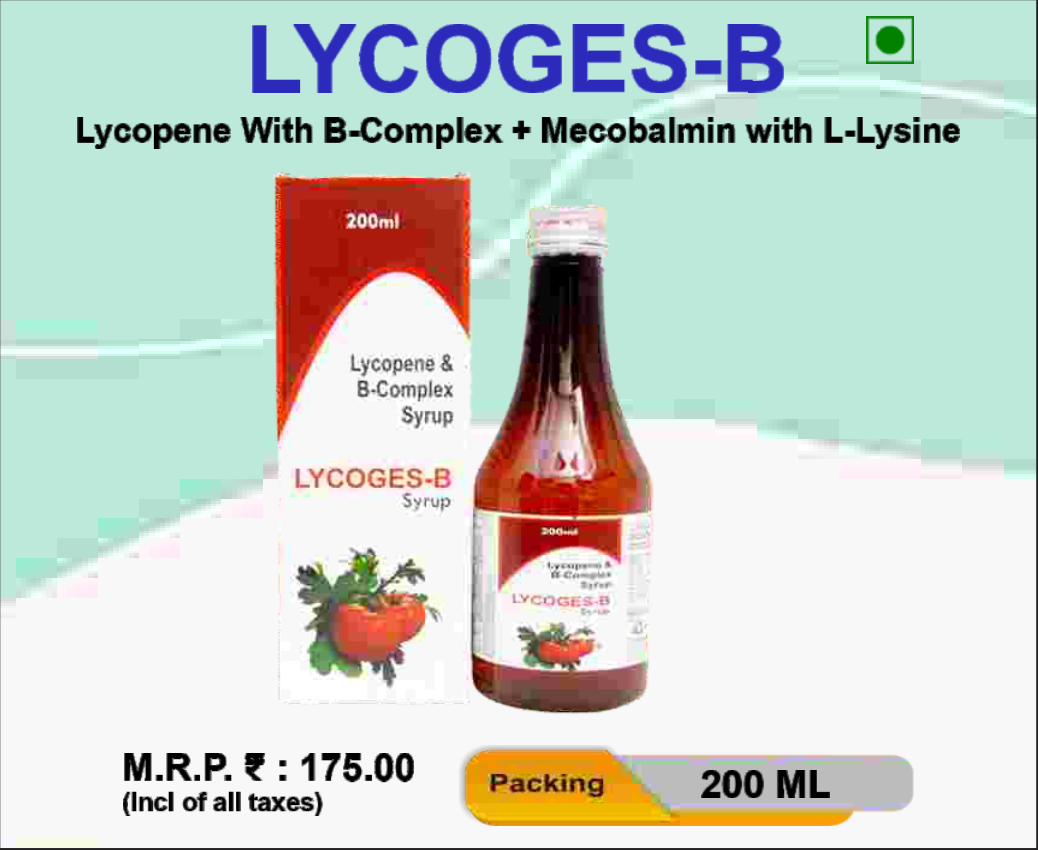 LYCOGES-B
Lycopene With B-Complex + Mecobalmin with L-Lysine
200ml
Lycopene &
B-Complex
Syrup
LYCOGES-B
Syrup
200ml
Lycopene &
B-Complex
Syrup
LYCOGES-B
Syrup
M.R.P. ₹ : 175.00
(Incl of all taxes)
Packing
200 ML